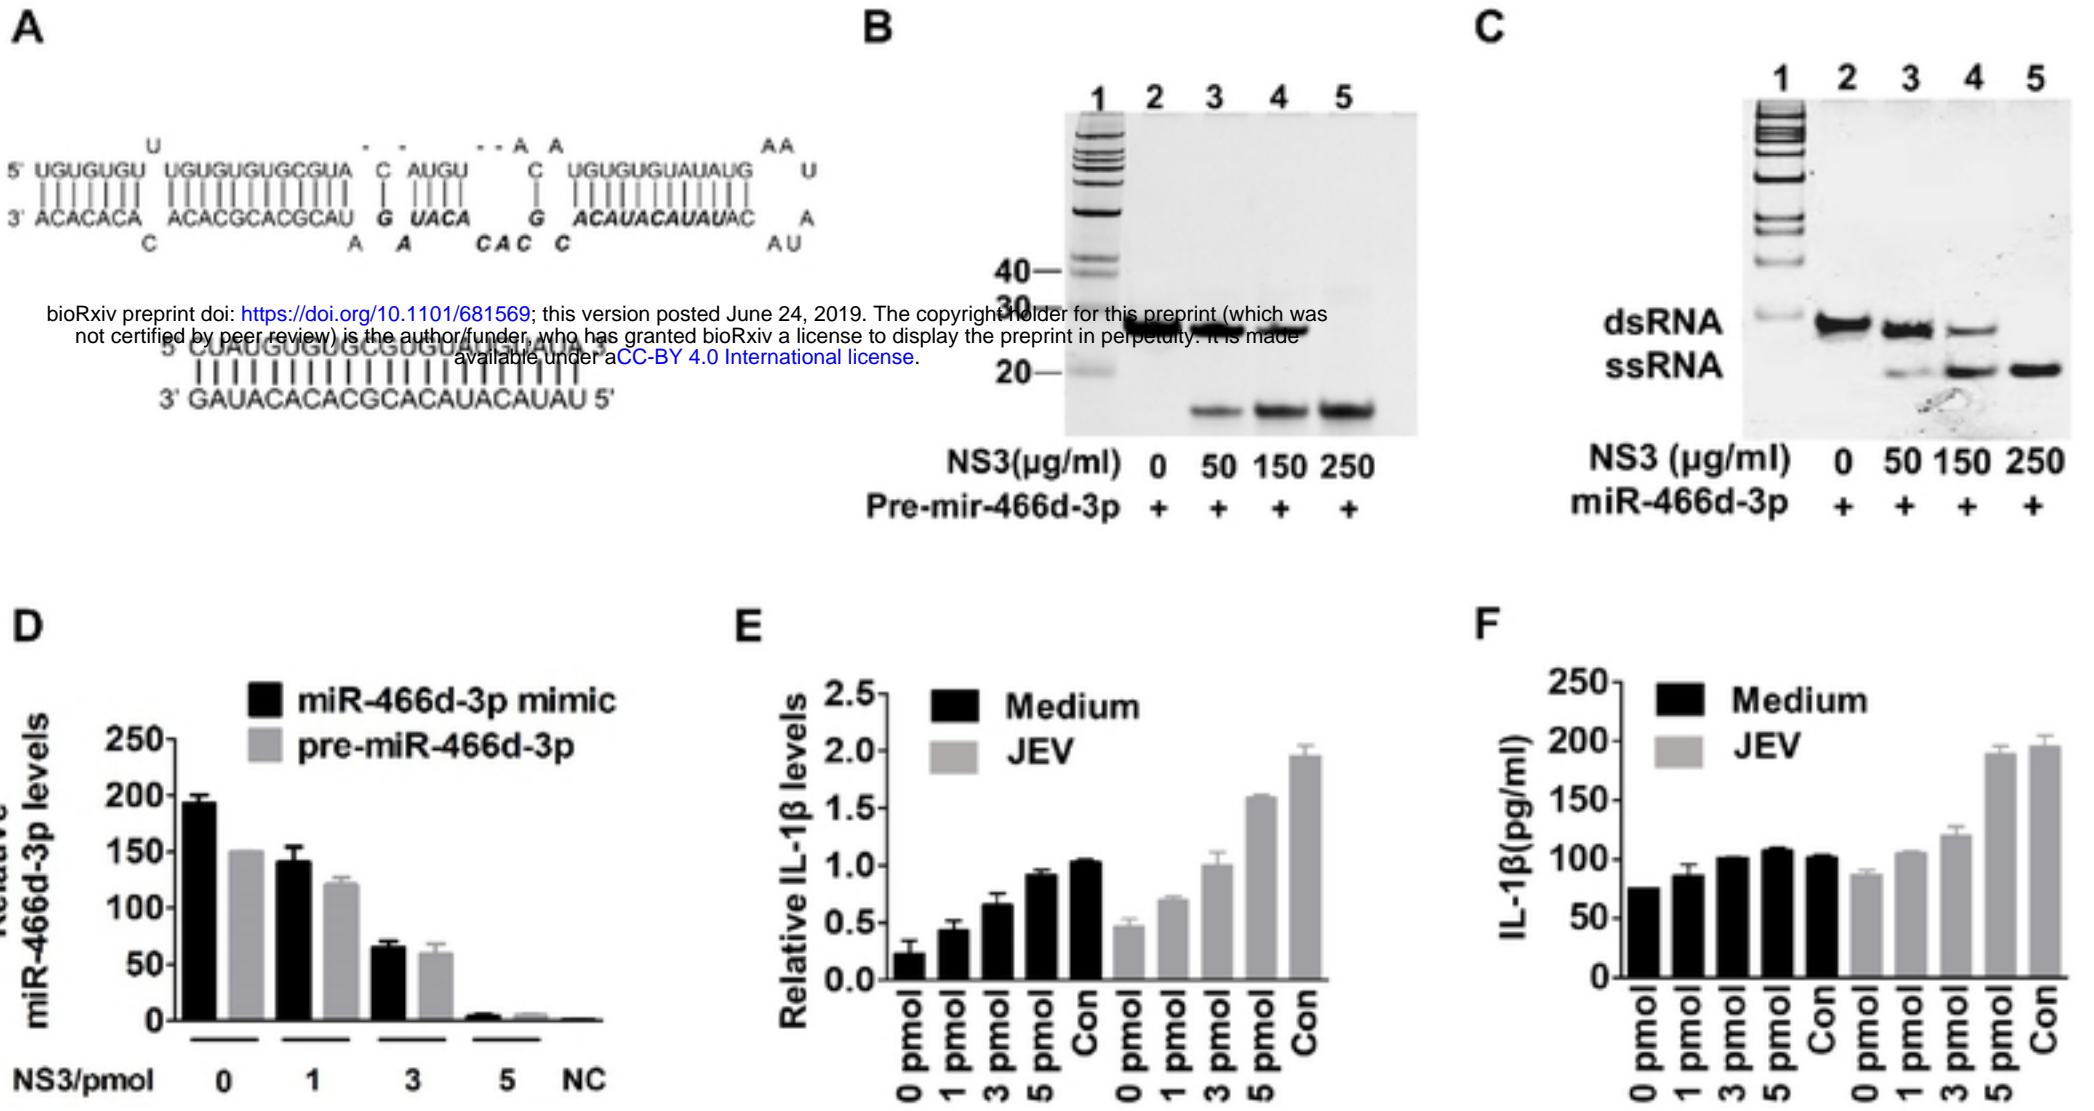 A
U - - - - A A AA
5' UGUGUGU UGUGUGUGCGUA C AUGU C UGUGUGUAUAUG U
3' ACACACA ACACGCACGCAU G UACA G ACAUACAUAUAC A
C A A CAC C AU
bioRxiv preprint doi: https://doi.org/10.1101/681569; this version posted June 24, 2019. The copyright holder for this preprint (which was
not certified by peer review) is the author/funder, who has granted bioRxiv a license to display the preprint in perpetuity. It is made
available under aCC-BY 4.0 International license.
5' CUAUGUGUGCGUGUAUGUAUA 3'
3' GAUACACACGCACAUACAUAU 5'
B
1 2 3 4 5
40
30
20
NS3(µg/ml) 0 50 150 250
Pre-mir-466d-3p + + + +
C
1 2 3 4 5
dsRNA
ssRNA
NS3 (µg/ml) 0 50 150 250
miR-466d-3p + + + +
D
miR-466d-3p mimic
pre-miR-466d-3p
miR-466d-3p levels
250
200
150
100
50
0
NS3/pmol 0 1 3 5 NC
E
Medium
JEV
Relative IL-1β levels
2.5
2.0
1.5
1.0
0.5
0.0
0 pmol
1 pmol
3 pmol
5 pmol
Con
0 pmol
1 pmol
3 pmol
5 pmol
Con
F
Medium
JEV
IL-1β(pg/ml)
250
200
150
100
50
0
0 pmol
1 pmol
3 pmol
5 pmol
Con
0 pmol
1 pmol
3 pmol
5 pmol
Con